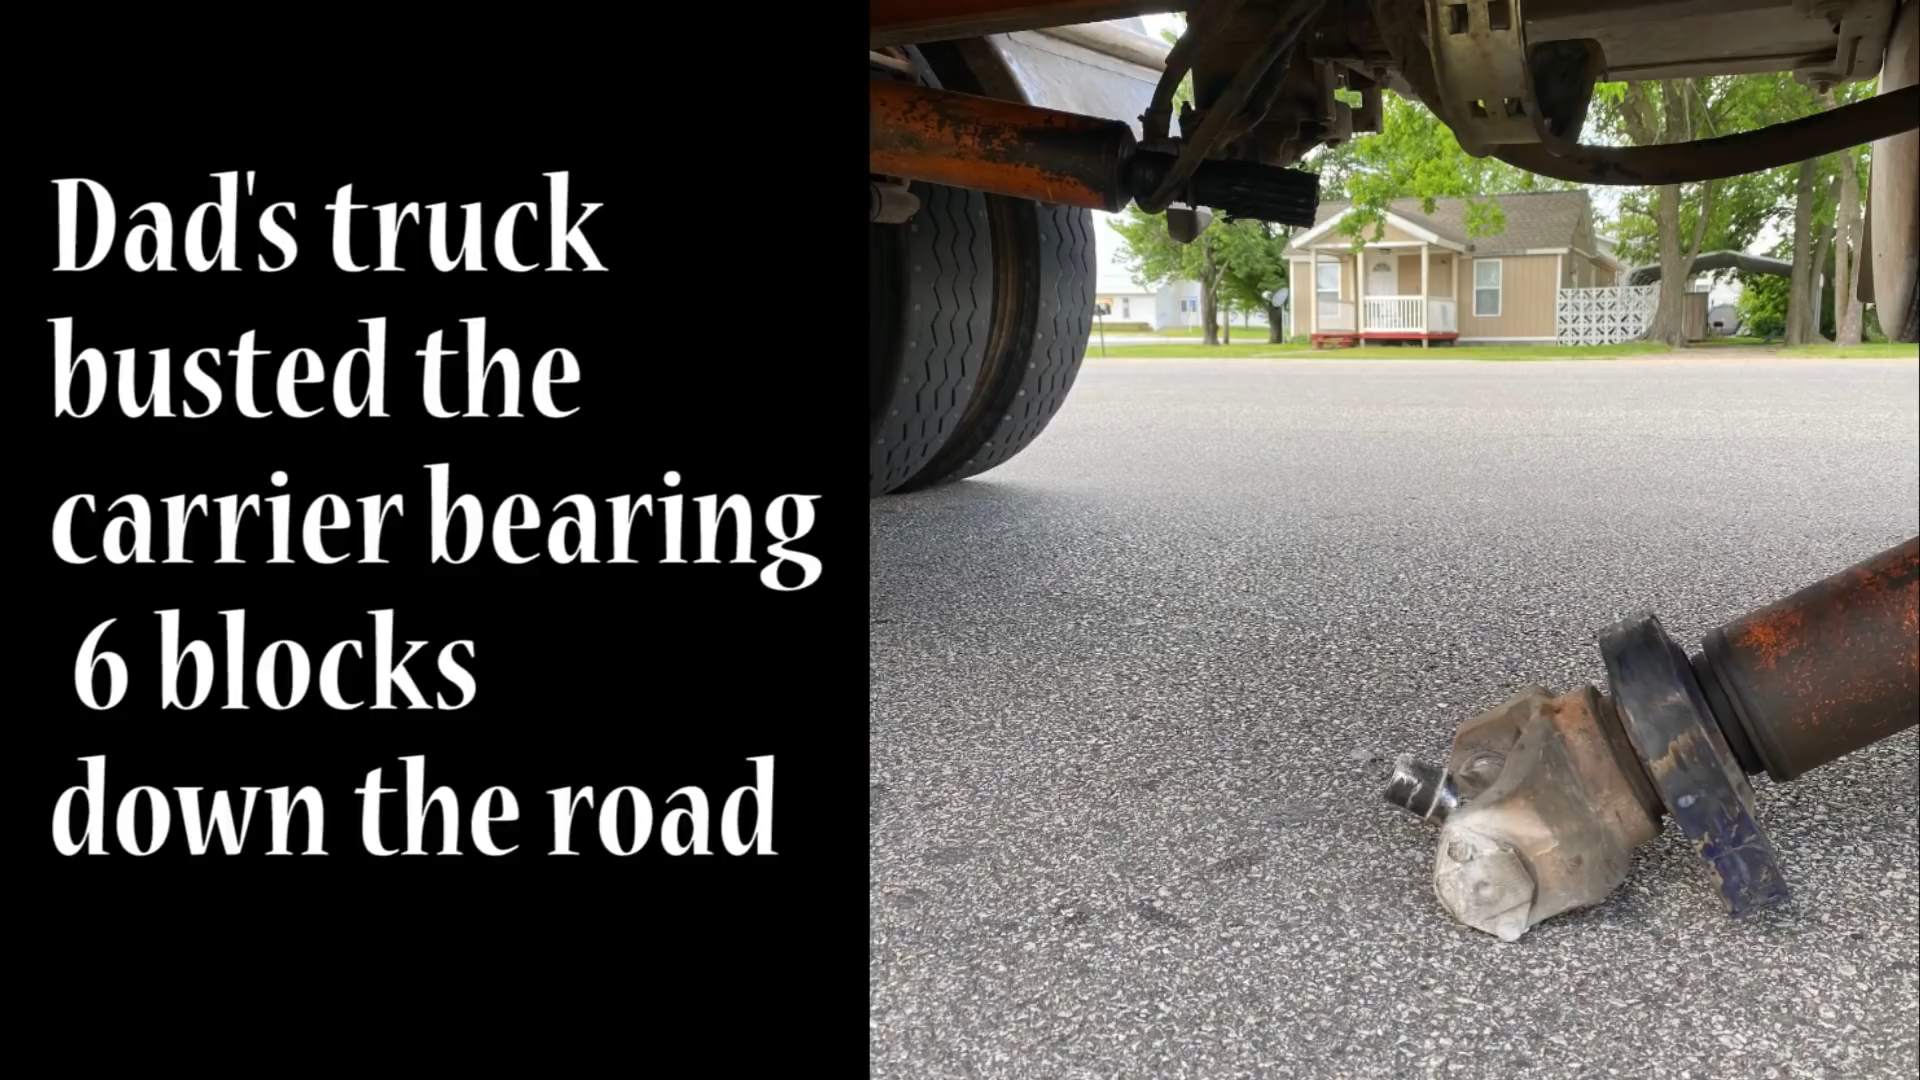 Dad's truck
busted the
carrier bearing
6 blocks
down the road